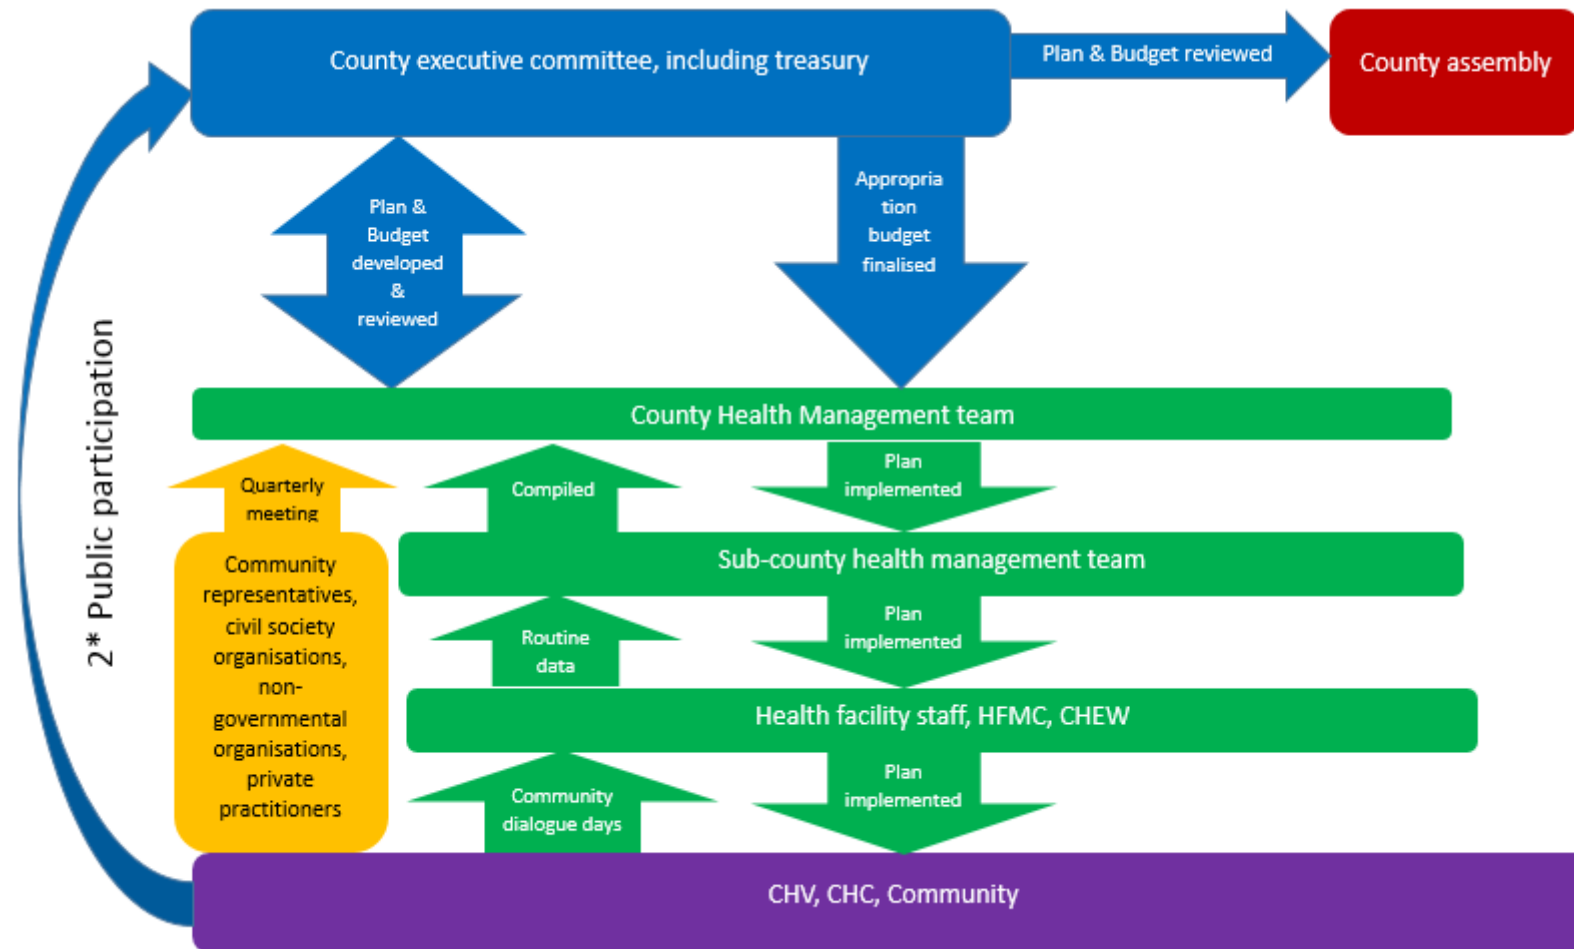 County executive committee, including treasury
Plan & Budget reviewed
County assembly
Plan &
Budget
developed
&
reviewed
Appropria
tion
budget
finalised
2* Public participation
County Health Management team
Quarterly
meeting
Compiled
Plan
implemented
Community
representatives,
civil society
organisations,
non-
governmental
organisations,
private
practitioners
Sub-county health management team
Routine
data
Plan
implemented
Health facility staff, HFMC, CHEW
Community
dialogue days
Plan
implemented
CHV, CHC, Community